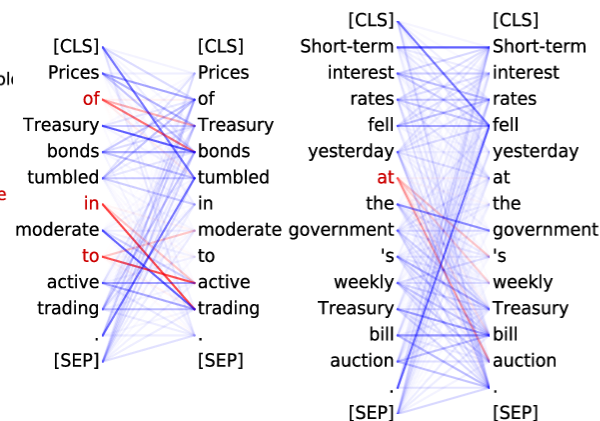 [CLS]
Prices
of
Treasury
bonds
tumbled
in
moderate
to
active
trading
.
[SEP]
[CLS]
Prices
of
Treasury
bonds
tumbled
in
moderate
to
active
trading
.
[SEP]
[CLS]
Short-term
interest
rates
fell
yesterday
at
the
government
's
weekly
Treasury
bill
auction
.
[SEP]
[CLS]
Short-term
interest
rates
fell
yesterday
at
the
government
's
weekly
Treasury
bill
auction
.
[SEP]